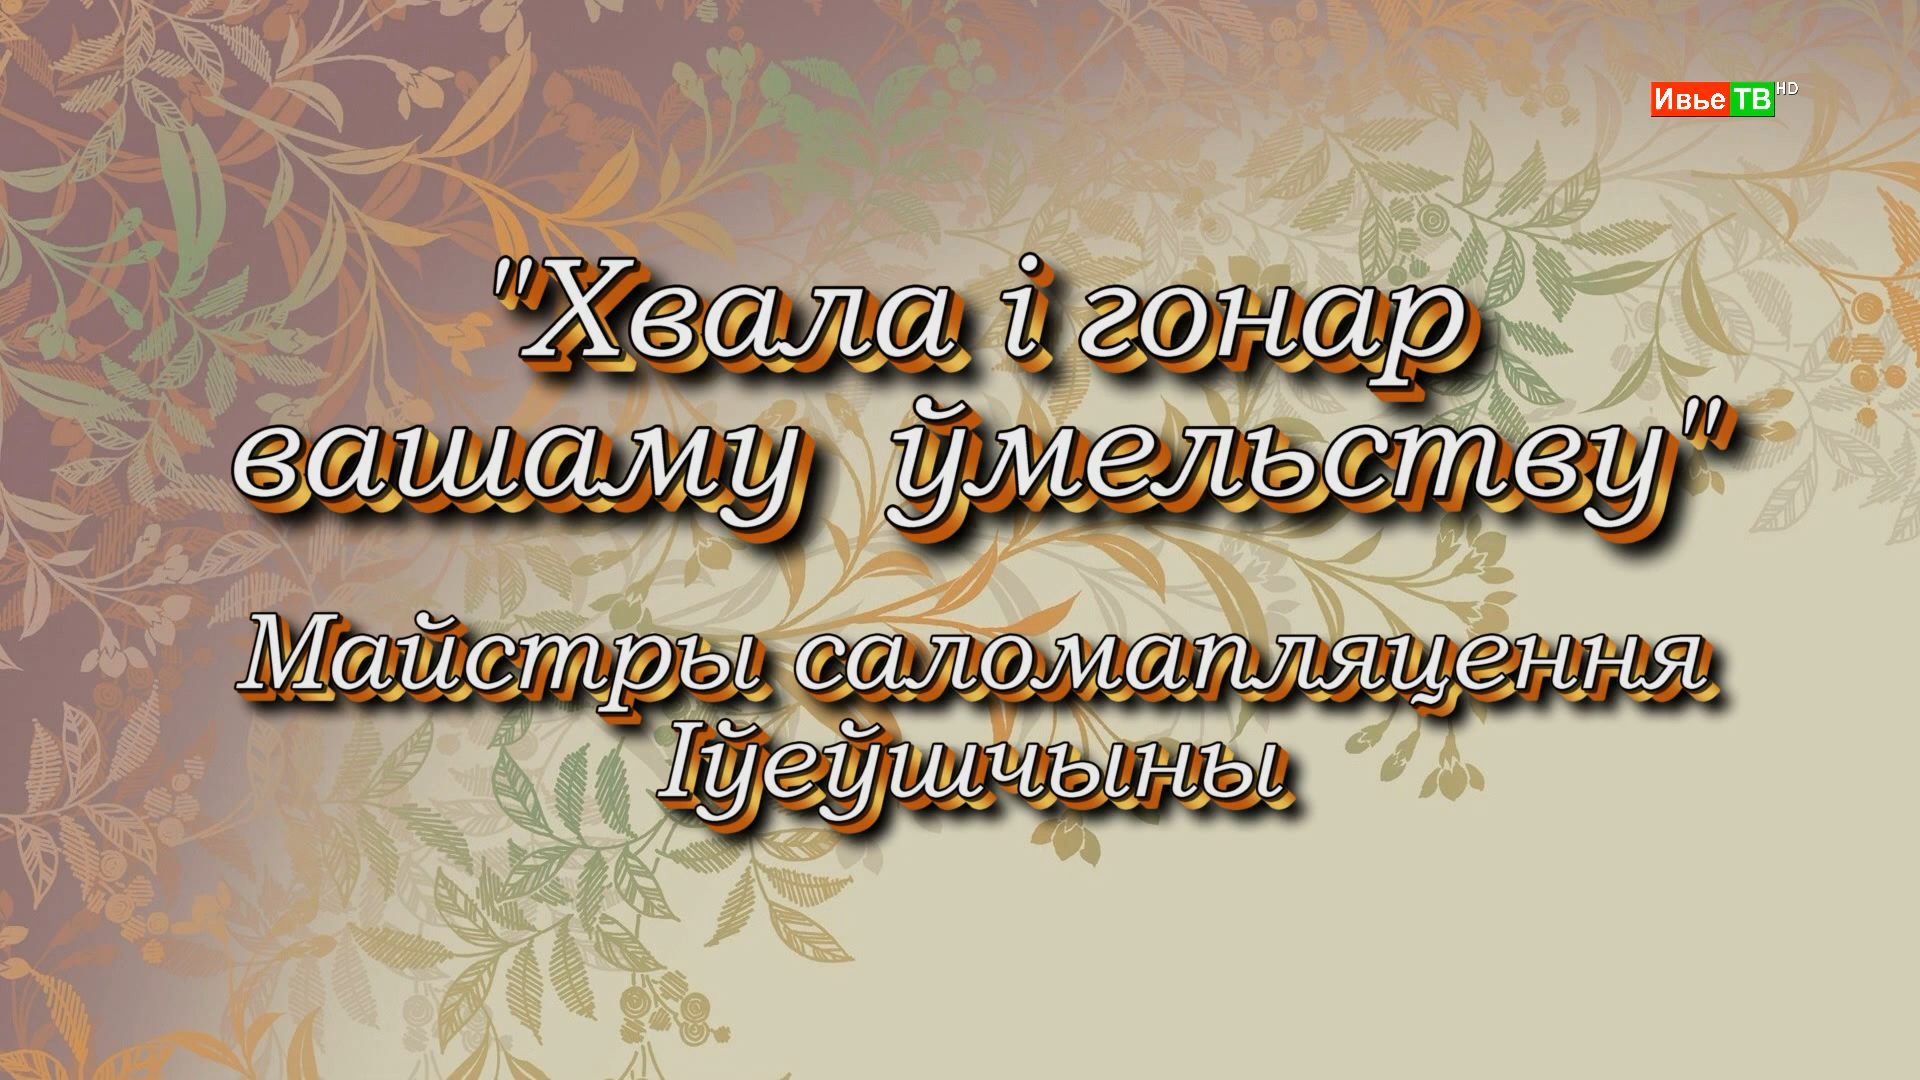 Ивье ТВ HD
"Хвала і гонар
вашаму ўмельству"
Майстры саломапляцення
Іўеўшчыны